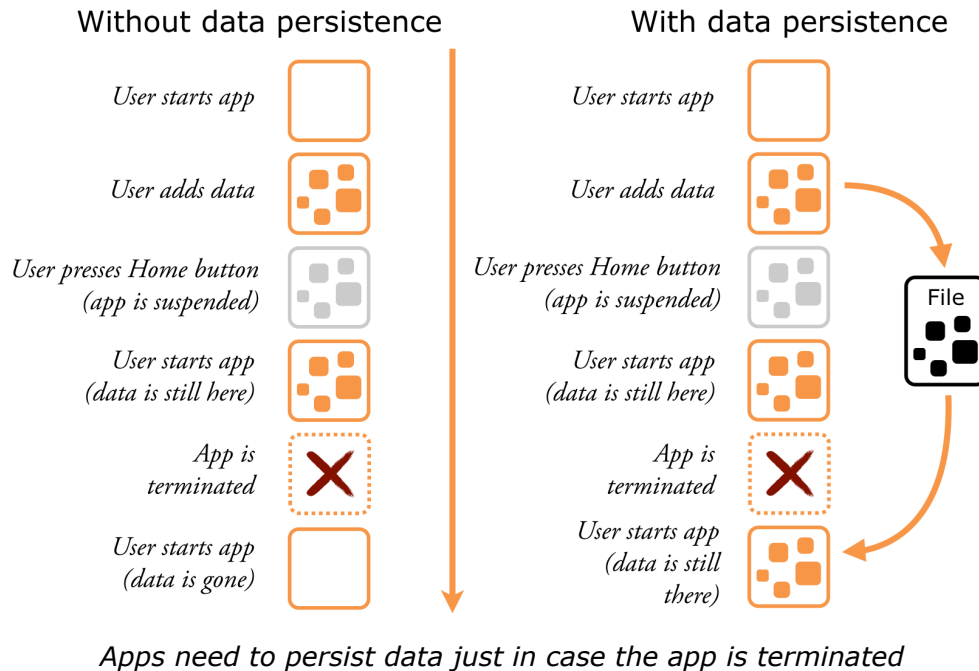 Without data persistence
User starts app
User adds data
User presses Home button
(app is suspended)
User starts app
(data is still here)
App is
terminated
User starts app
(data is gone)
With data persistence
User starts app
User adds data
User presses Home button
(app is suspended)
User starts app
(data is still here)
App is
terminated
User starts app
(data is still
there)
File
Apps need to persist data just in case the app is terminated